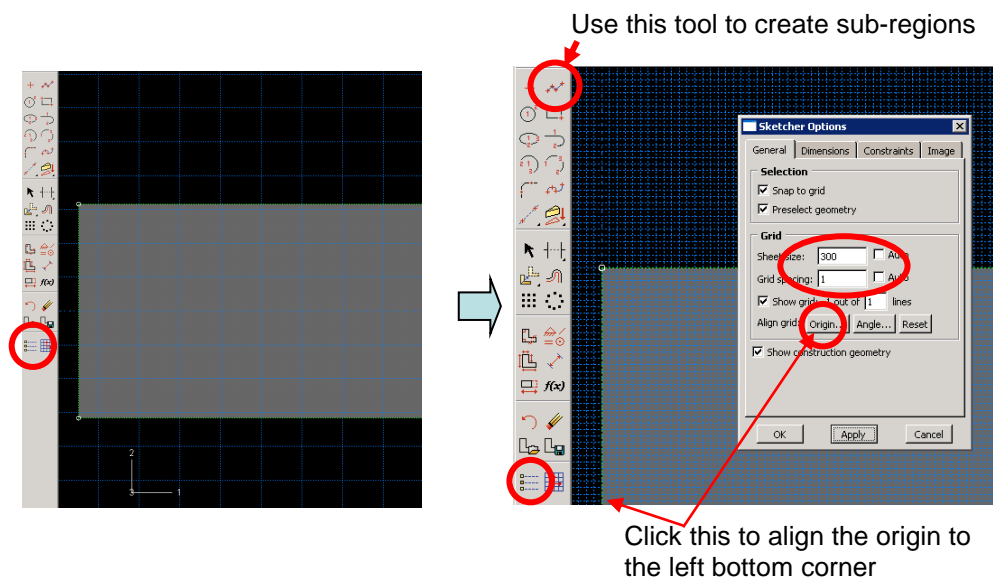 Use this tool to create sub-regions
f(x)
2
3
1
f(x)
Sketcher Options
General Dimensions Constraints Image
Selection
Snap to grid
Preselect geometry
Grid
Sheet size: 300 Auto
Grid spacing: 1 Auto
Show grid: 1 out of 1 lines
Align grid: Origin... Angle... Reset
Show construction geometry
OK Apply Cancel
Click this to align the origin to
the left bottom corner